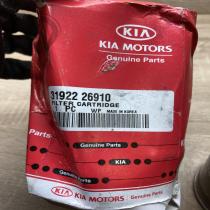 KIA
KIA MOTORS
Genuine Parts
31922 26910
FILTER CARTRIDGE
PC WP MADE IN KOREA
Parts
Genuine Parts
KIA
KIA MOTORS
Genuine Parts